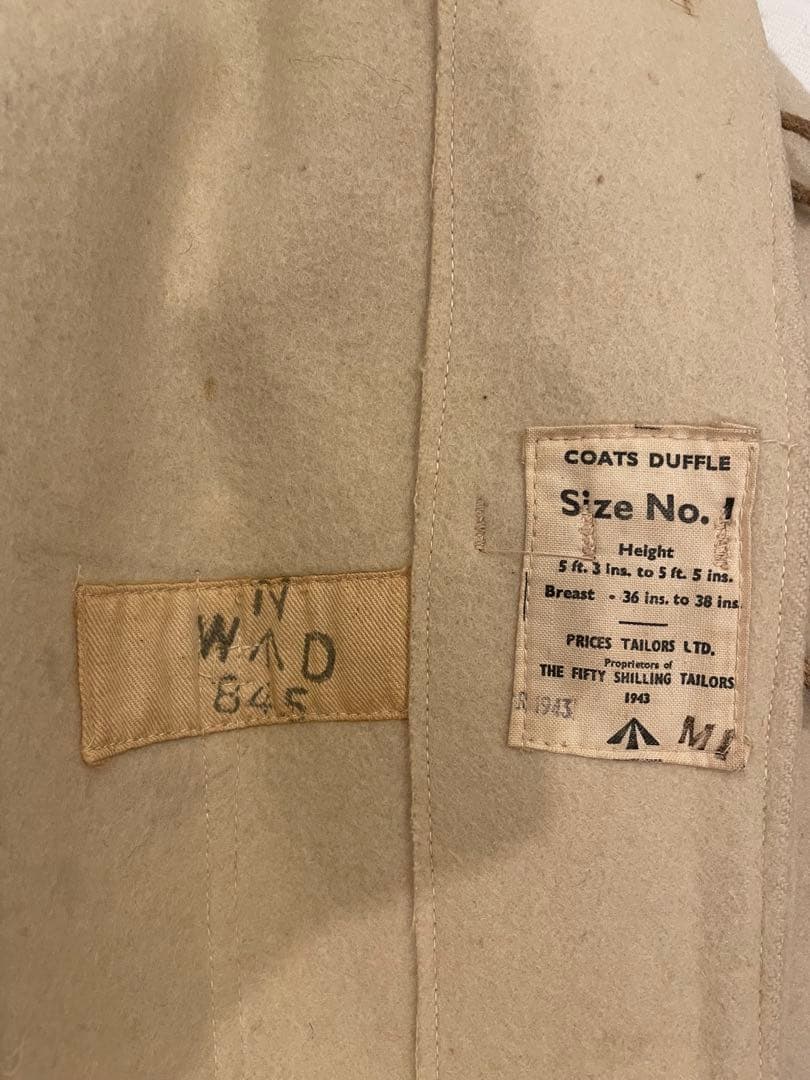 IV
W ↑ D
845
COATS DUFFLE
Size No. 1
Height
5 ft. 3 ins. to 5 ft. 5 ins.
Breast - 36 ins. to 38 ins
PRICES TAILORS LTD.
Proprietors of
THE FIFTY SHILLING TAILORS
1943
R 1943